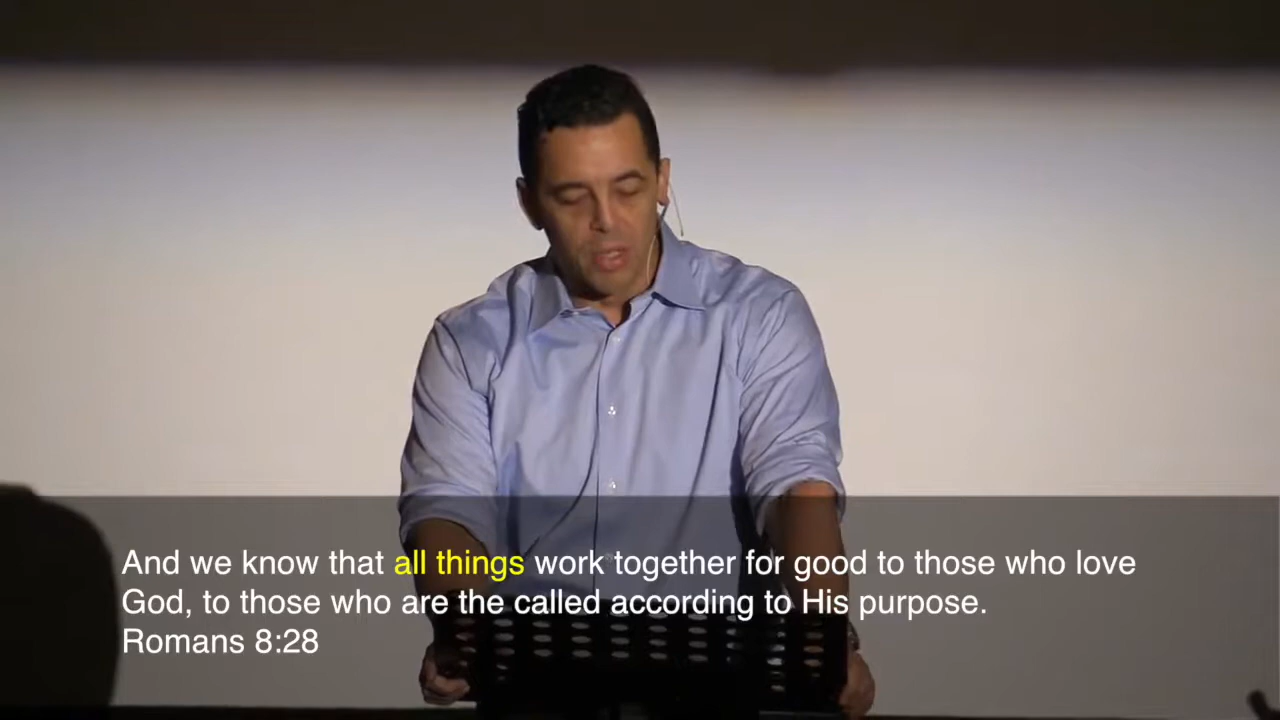 And we know that all things work together for good to those who love
God, to those who are the called according to His purpose.
Romans 8:28